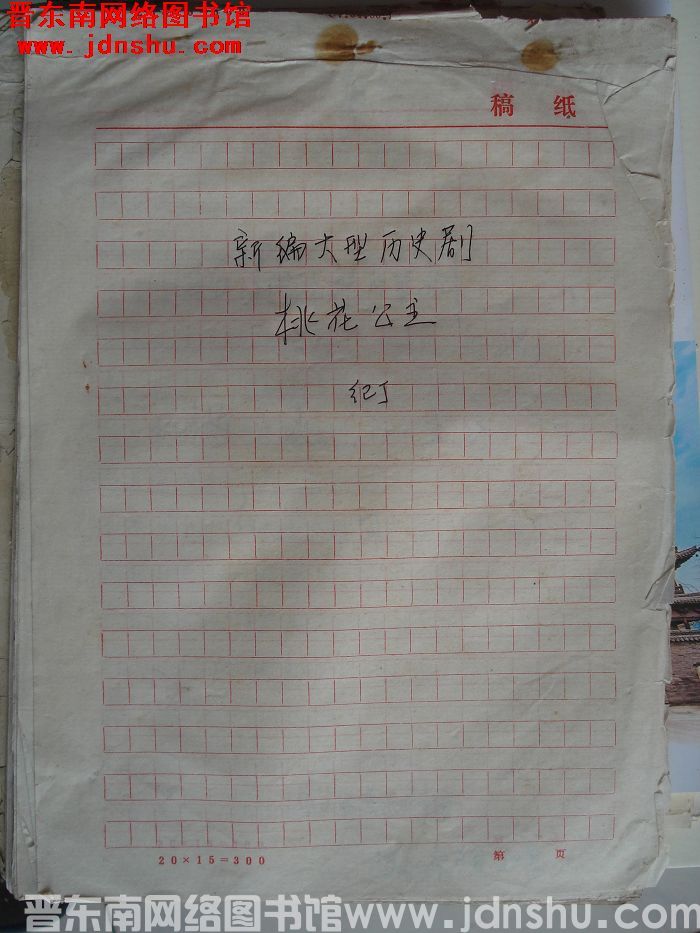 晋东南网络图书馆
www.jdnshu.com
稿 纸
新编大型历史剧
桃花公主
纪丁
20×15=300
第 页
晋东南网络图书馆www.jdnshu.com